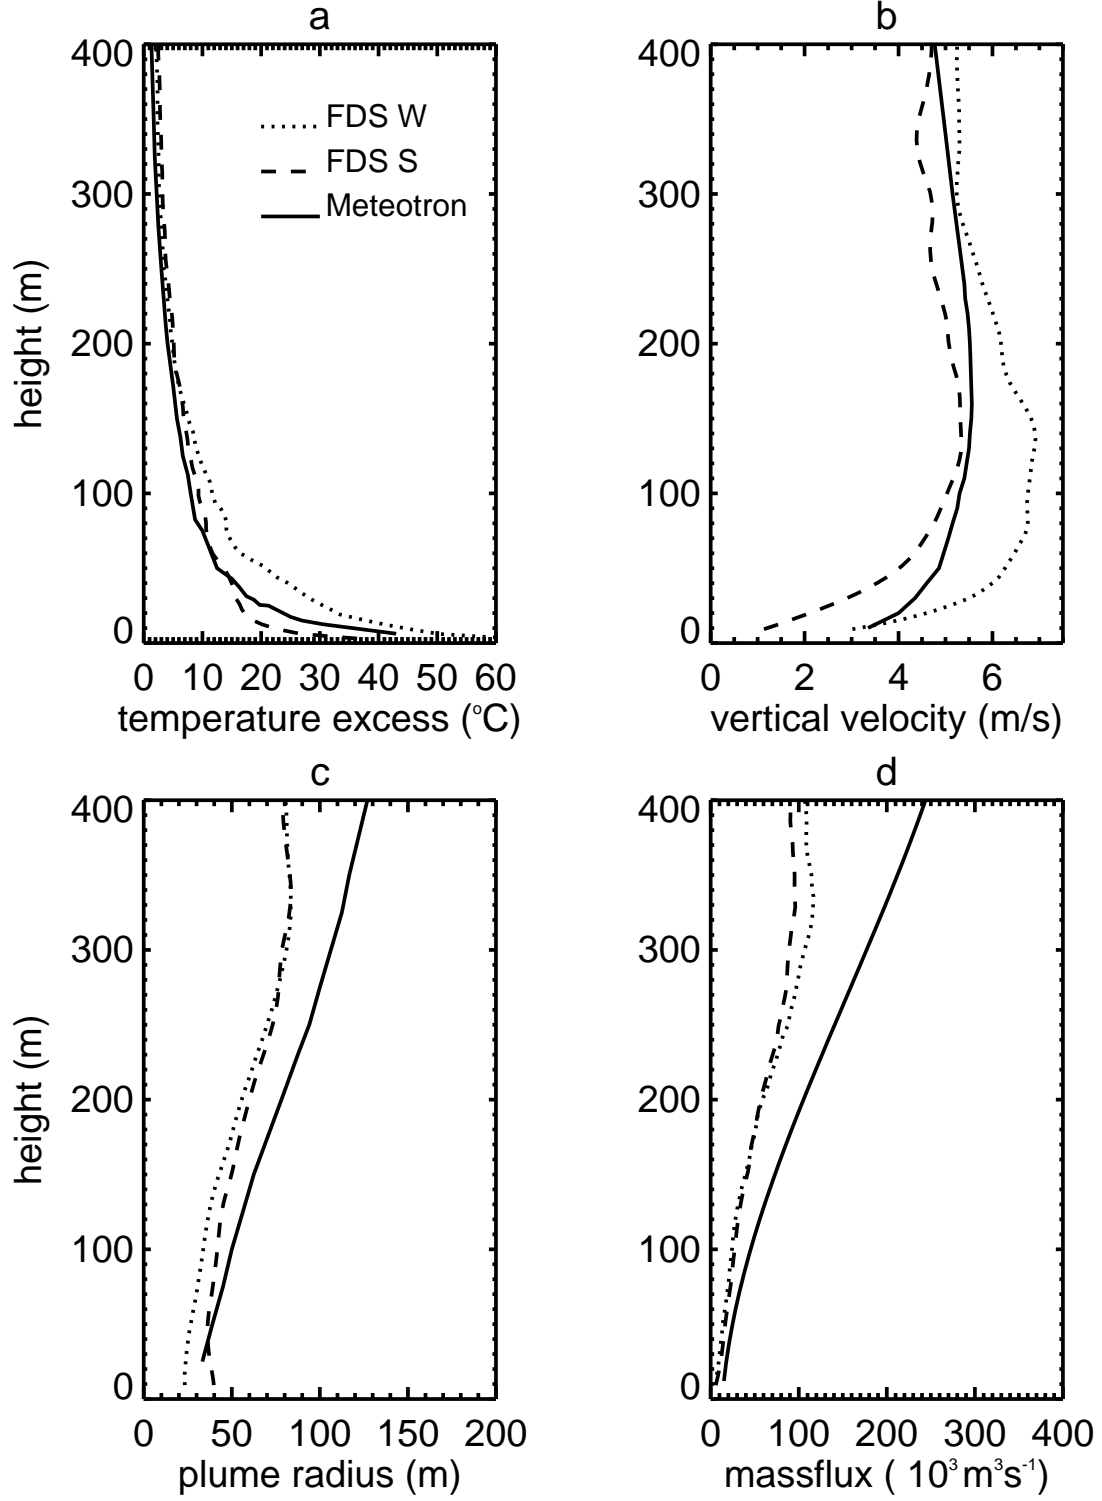 a
b
400
300
200
100
0
height (m)
FDS W
FDS S
Meteotron
0 10 20 30 40 50 60
temperature excess (°C)
400
300
200
100
0
0 2 4 6
vertical velocity (m/s)
c
d
400
300
200
100
0
height (m)
0 50 100 150 200
plume radius (m)
400
300
200
100
0
0 100 200 300 400
massflux ( 10³ m³s⁻¹)